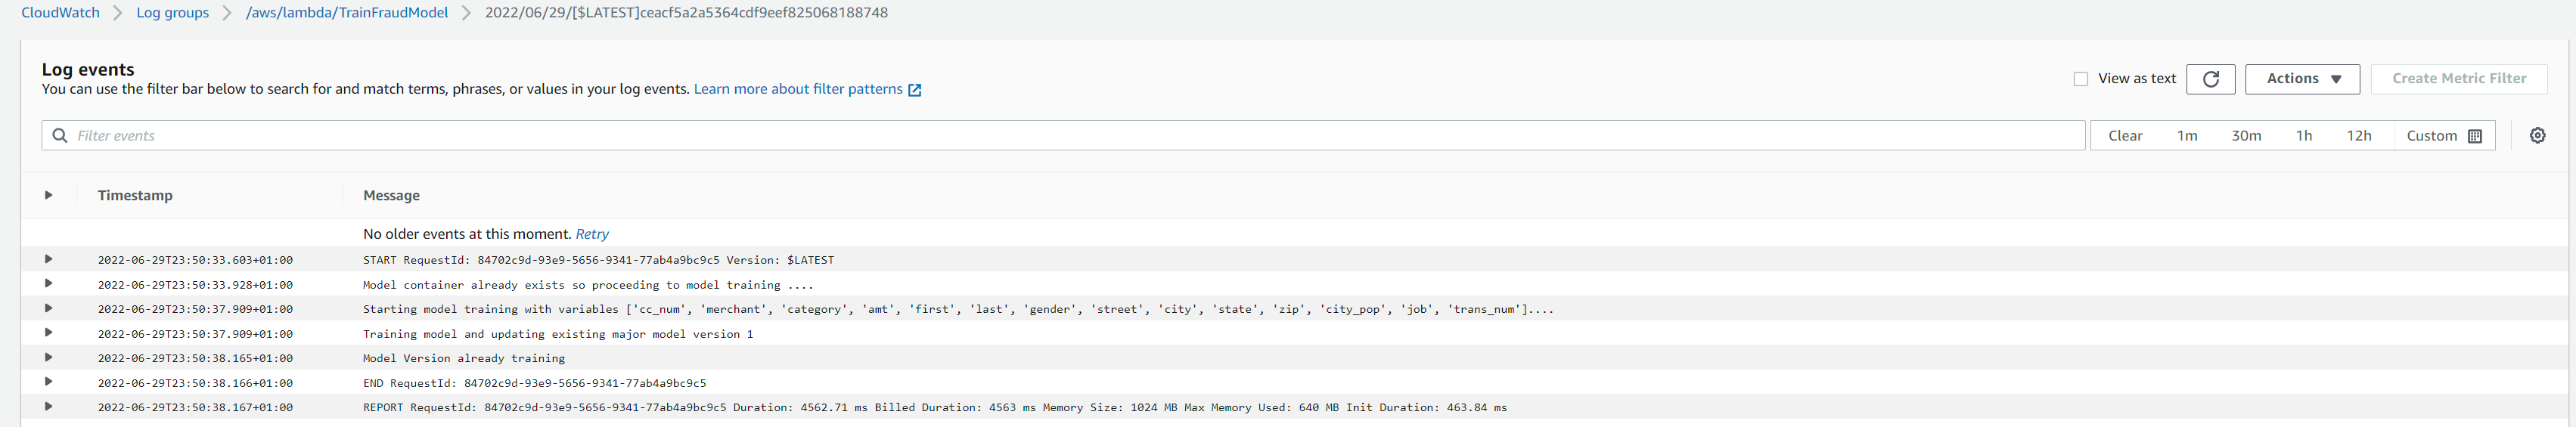 CloudWatch > Log groups > /aws/lambda/TrainFraudModel > 2022/06/29/[$LATEST]ceacf5a2a5364cdf9eef825068188748
Log events
You can use the filter bar below to search for and match terms, phrases, or values in your log events. Learn more about filter patterns
View as text
Actions
Create Metric Filter
Filter events
Clear 1m 30m 1h 12h Custom
Timestamp Message
No older events at this moment. Retry
2022-06-29T23:50:33.603+01:00 START RequestId: 84702c9d-93e9-5656-9341-77ab4a9bc9c5 Version: $LATEST
2022-06-29T23:50:33.928+01:00 Model container already exists so proceeding to model training ....
2022-06-29T23:50:37.909+01:00 Starting model training with variables ['cc_num', 'merchant', 'category', 'amt', 'first', 'last', 'gender', 'street', 'city', 'state', 'zip', 'city_pop', 'job', 'trans_num']....
2022-06-29T23:50:37.909+01:00 Training model and updating existing major model version 1
2022-06-29T23:50:38.165+01:00 Model Version already training
2022-06-29T23:50:38.166+01:00 END RequestId: 84702c9d-93e9-5656-9341-77ab4a9bc9c5
2022-06-29T23:50:38.167+01:00 REPORT RequestId: 84702c9d-93e9-5656-9341-77ab4a9bc9c5 Duration: 4562.71 ms Billed Duration: 4563 ms Memory Size: 1024 MB Max Memory Used: 640 MB Init Duration: 463.84 ms